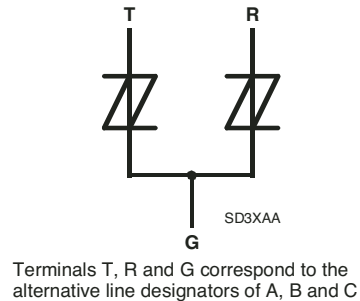 T R
SD3XAA
G
Terminals T, R and G correspond to the
alternative line designators of A, B and C